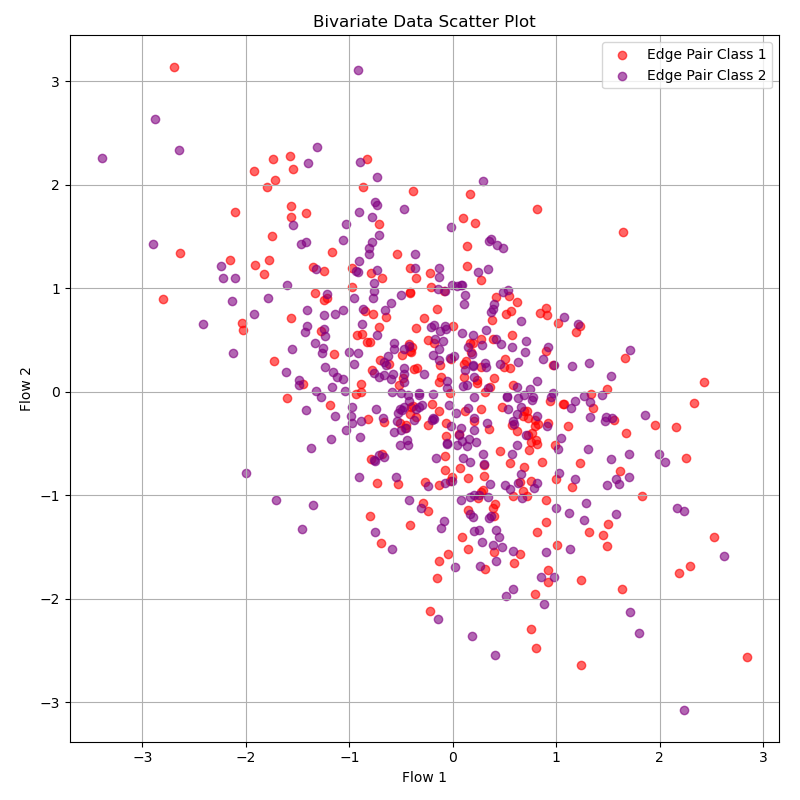 Bivariate Data Scatter Plot
Edge Pair Class 1
Edge Pair Class 2
3
2
1
0
−1
−2
−3
Flow 2
−3 −2 −1 0 1 2 3
Flow 1